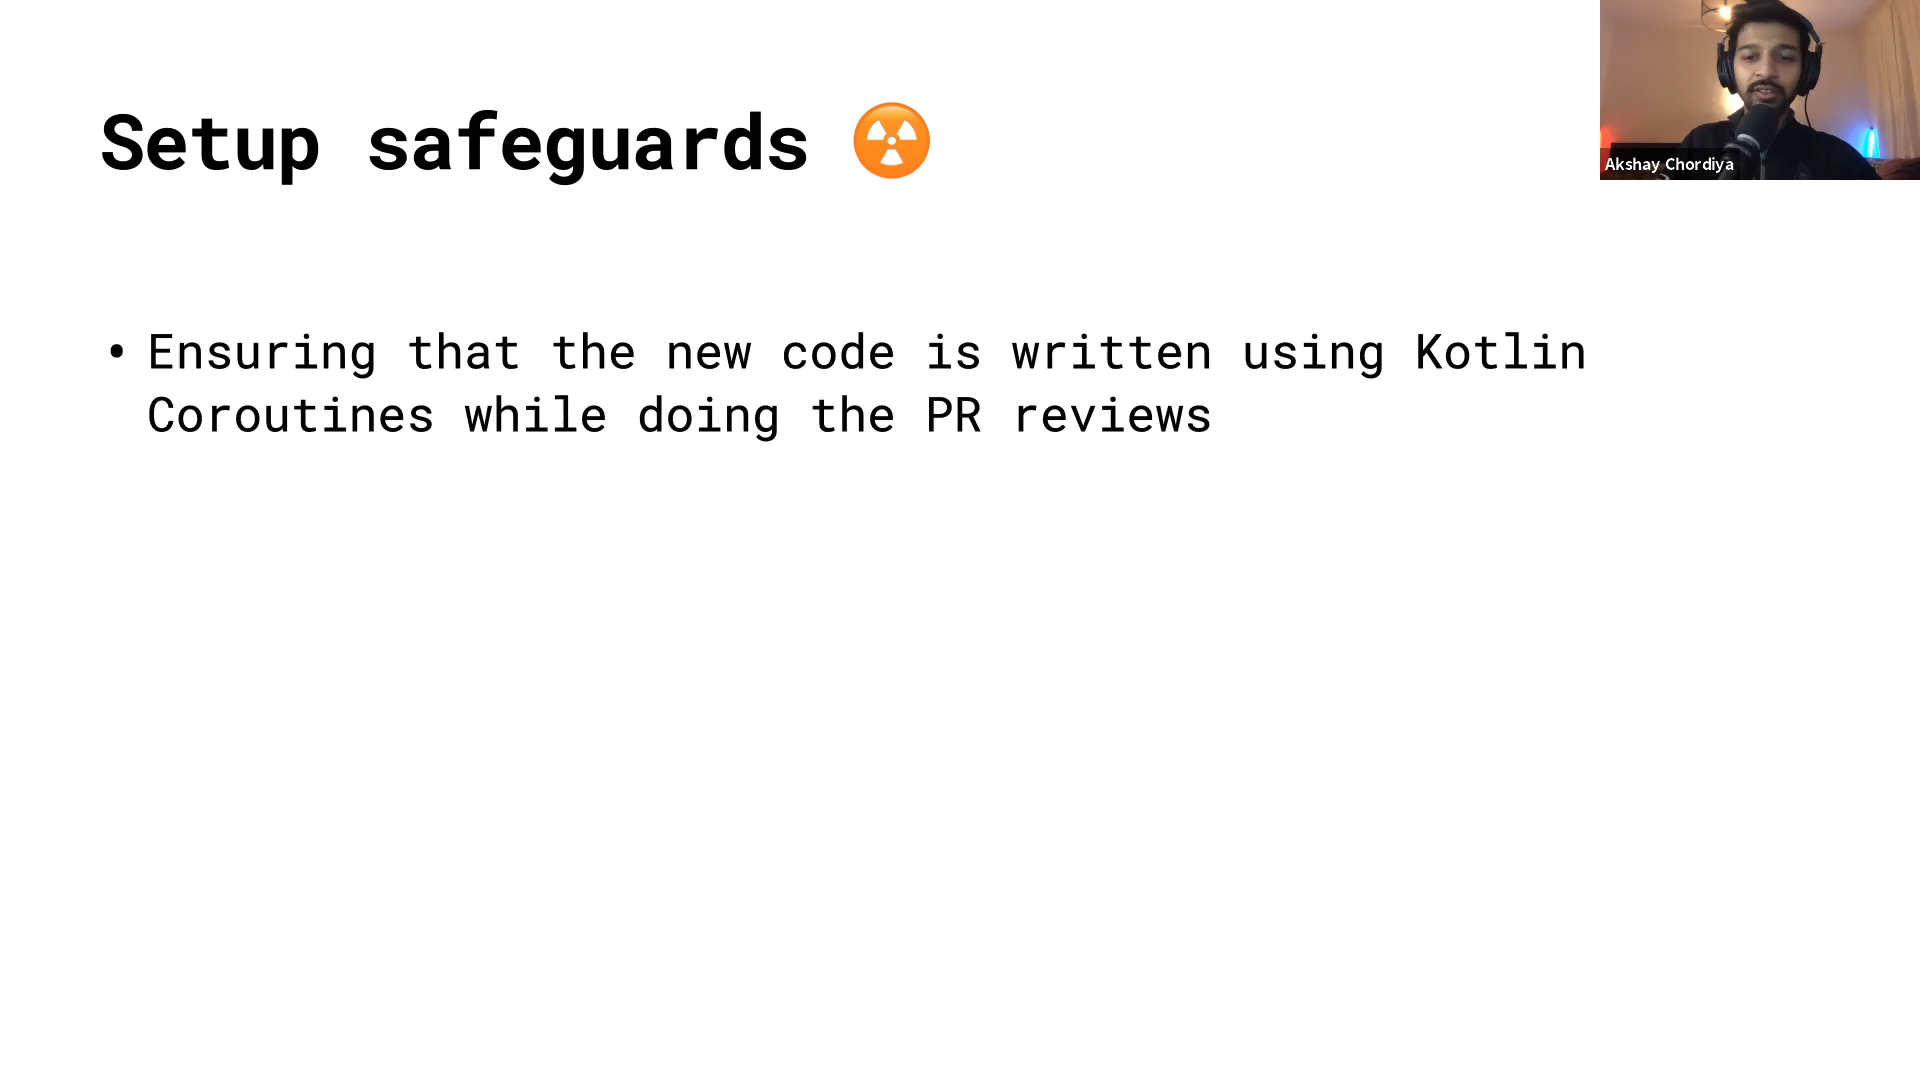 Setup safeguards ☢️
Akshay Chordiya
• Ensuring that the new code is written using Kotlin
Coroutines while doing the PR reviews